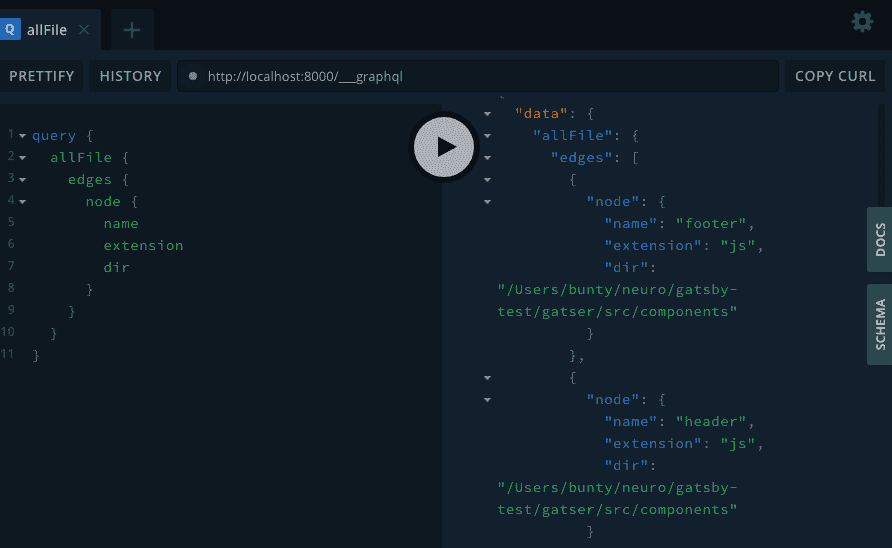 Q allFile × +
PRETTIFY HISTORY http://localhost:8000/___graphql COPY CURL
1 query {
2 allFile {
3 edges {
4 node {
5 name
6 extension
7 dir
8 }
9 }
10 }
11 }
"data": {
"allFile": {
"edges": [
{
"node": {
"name": "footer",
"extension": "js",
"dir":
"/Users/bunty/neuro/gatsby-
test/gatser/src/components"
}
},
{
"node": {
"name": "header",
"extension": "js",
"dir":
"/Users/bunty/neuro/gatsby-
test/gatser/src/components"
}
DOCS
SCHEMA